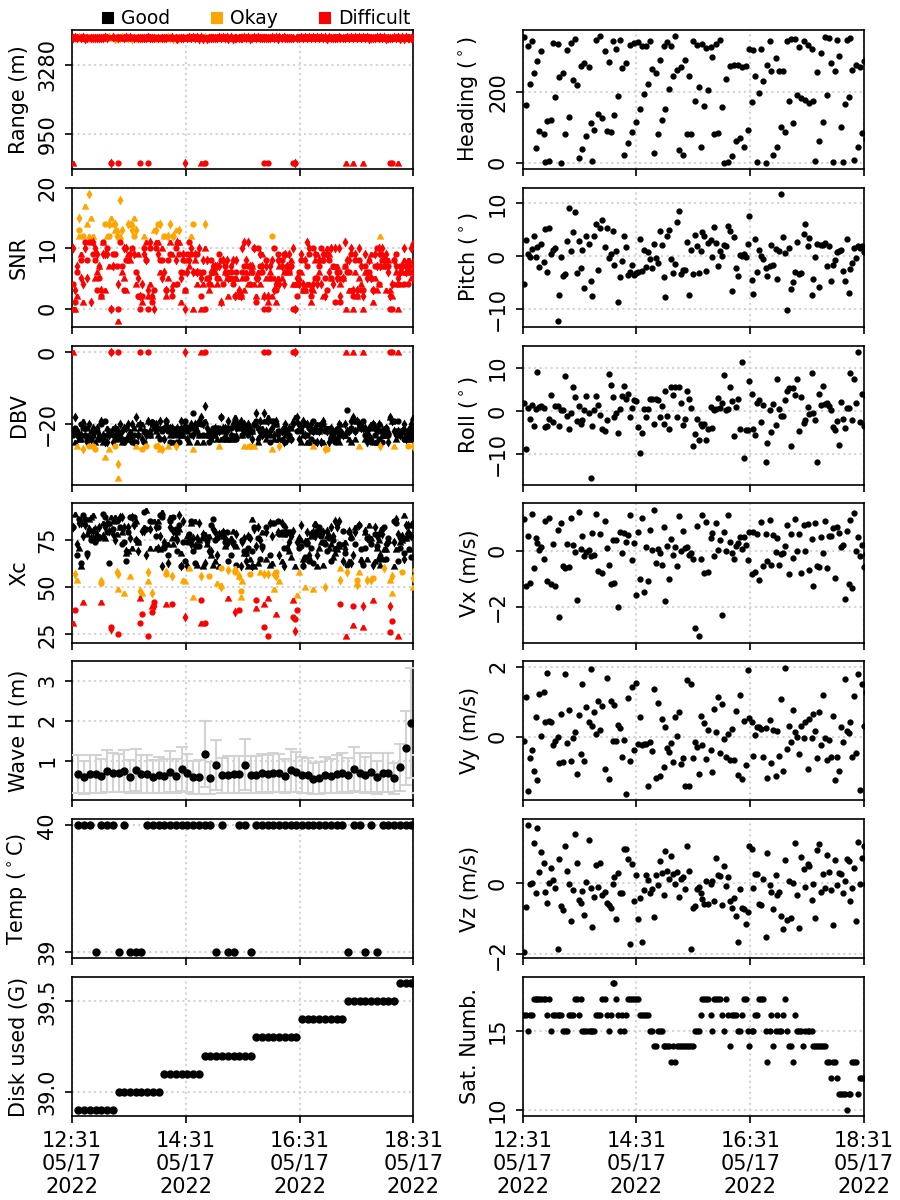 Good Okay Difficult
Range (m)
3280
950
Heading (°)
200
0
SNR
20
10
0
Pitch (°)
10
0
−10
DBV
0
−20
Roll (°)
10
0
−10
Xc
75
50
25
Vx (m/s)
0
−2
Wave H (m)
3
2
1
Vy (m/s)
2
0
Temp (°C)
40
39
Vz (m/s)
0
−2
Disk used (G)
39.5
39.0
Sat. Numb.
15
10
12:31 14:31 16:31 18:31 12:31 14:31 16:31 18:31
05/17 05/17 05/17 05/17 05/17 05/17 05/17 05/17
2022 2022 2022 2022 2022 2022 2022 2022